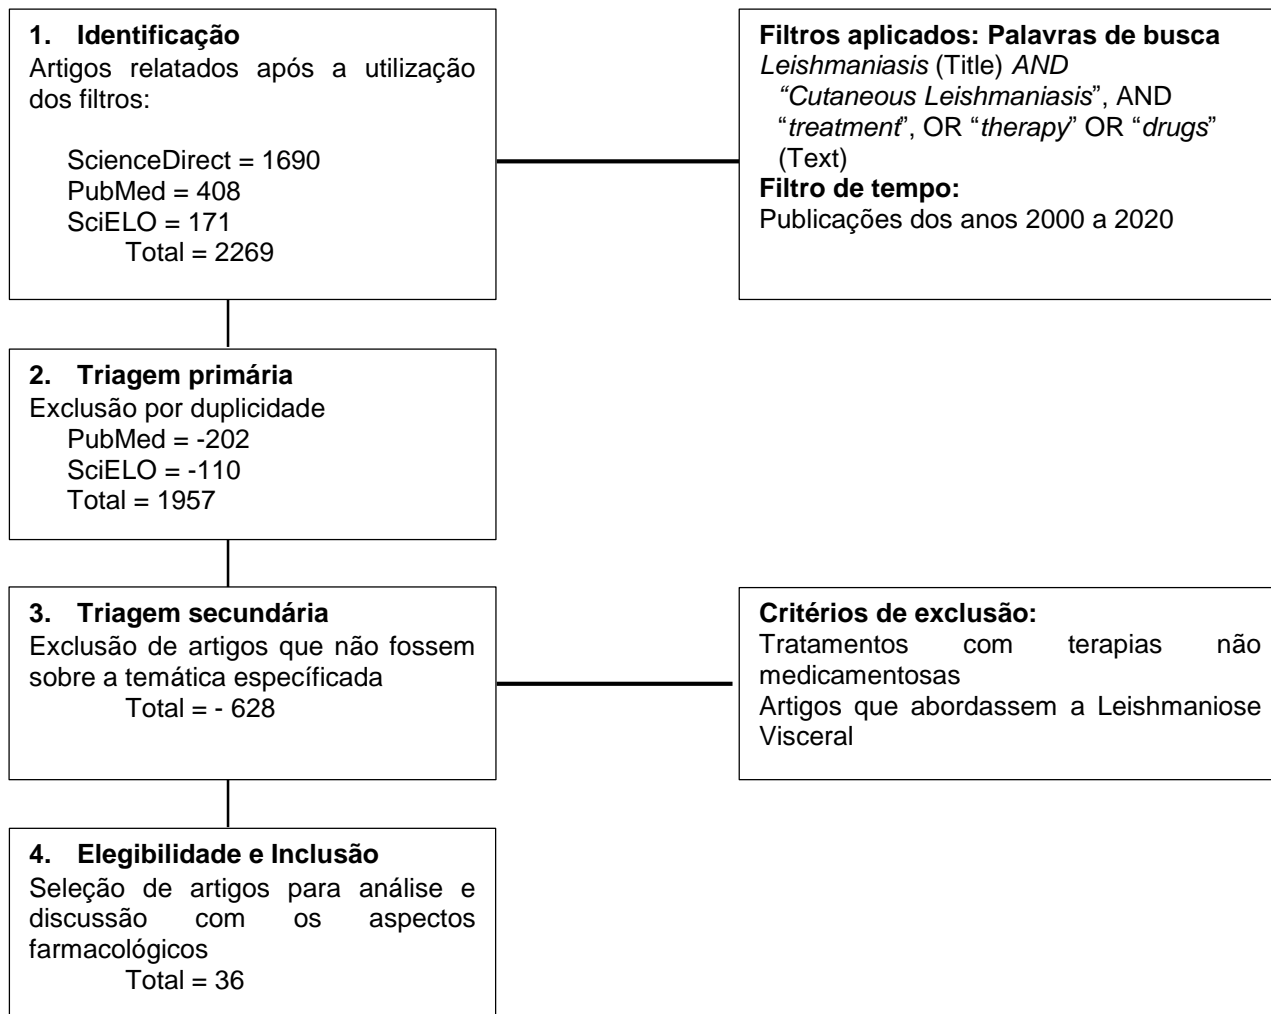 1. Identificação
Artigos relatados após a utilização
dos filtros:
ScienceDirect = 1690
PubMed = 408
SciELO = 171
Total = 2269
Filtros aplicados: Palavras de busca
Leishmaniasis (Title) AND
“Cutaneous Leishmaniasis”, AND
“treatment”, OR “therapy” OR “drugs”
(Text)
Filtro de tempo:
Publicações dos anos 2000 a 2020
2. Triagem primária
Exclusão por duplicidade
PubMed = -202
SciELO = -110
Total = 1957
3. Triagem secundária
Exclusão de artigos que não fossem
sobre a temática específicada
Total = - 628
Critérios de exclusão:
Tratamentos com terapias não
medicamentosas
Artigos que abordassem a Leishmaniose
Visceral
4. Elegibilidade e Inclusão
Seleção de artigos para análise e
discussão com os aspectos
farmacológicos
Total = 36